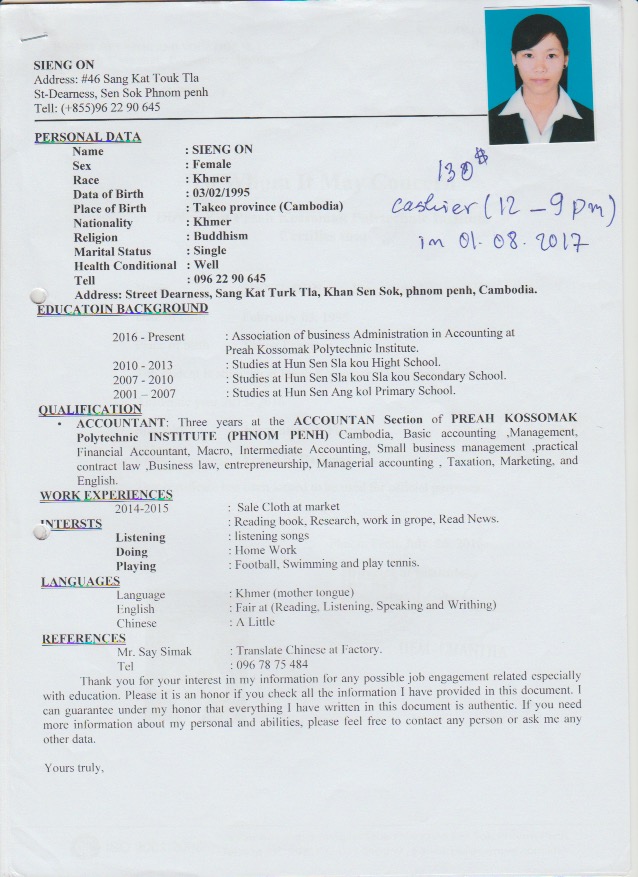 SIENG ON
Address: #46 Sang Kat Touk Tla
St-Dearness, Sen Sok Phnom penh
Tell: (+855)96 22 90 645
PERSONAL DATA
Name : SIENG ON
Sex : Female
Race : Khmer
Data of Birth : 03/02/1995
Place of Birth : Takeo province (Cambodia)
Nationality : Khmer
Religion : Buddhism
Marital Status : Single
Health Conditional : Well
Tell : 096 22 90 645
Address: Street Dearness, Sang Kat Turk Tla, Khan Sen Sok, phnom penh, Cambodia.
130$
cashier (12 - 9 pm)
in 01.08.2017
EDUCATOIN BACKGROUND
2016 - Present : Association of business Administration in Accounting at
Preah Kossomak Polytechnic Institute.
2010 - 2013 : Studies at Hun Sen Sla kou Hight School.
2007 - 2010 : Studies at Hun Sen Sla kou Sla kou Secondary School.
2001 – 2007 : Studies at Hun Sen Ang kol Primary School.
QUALIFICATION
• ACCOUNTANT: Three years at the ACCOUNTAN Section of PREAH KOSSOMAK
Polytechnic INSTITUTE (PHNOM PENH) Cambodia, Basic accounting ,Management,
Financial Accountant, Macro, Intermediate Accounting, Small business management ,practical
contract law ,Business law, entrepreneurship, Managerial accounting , Taxation, Marketing, and
English.
WORK EXPERIENCES
2014-2015 : Sale Cloth at market
INTERSTS : Reading book, Research, work in grope, Read News.
Listening : listening songs
Doing : Home Work
Playing : Football, Swimming and play tennis.
LANGUAGES
Language : Khmer (mother tongue)
English : Fair at (Reading, Listening, Speaking and Writhing)
Chinese : A Little
REFERENCES
Mr. Say Simak : Translate Chinese at Factory.
Tel : 096 78 75 484
Thank you for your interest in my information for any possible job engagement related especially
with education. Please it is an honor if you check all the information I have provided in this document. I
can guarantee under my honor that everything I have written in this document is authentic. If you need
more information about my personal and abilities, please feel free to contact any person or ask me any
other data.
Yours truly,